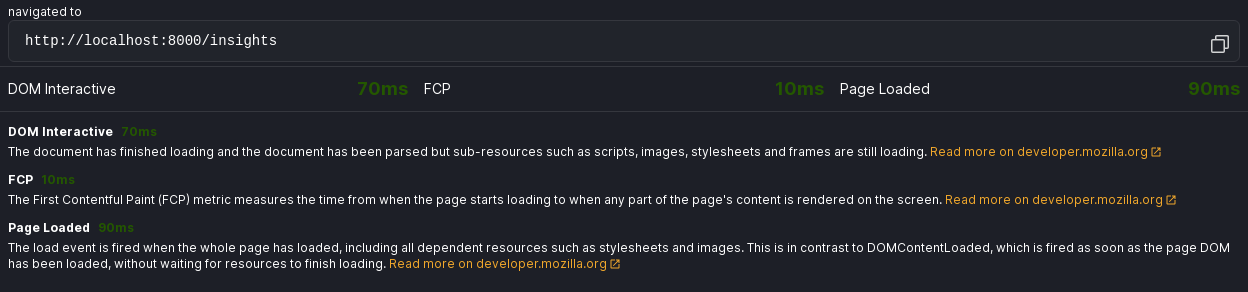 navigated to
http://localhost:8000/insights
DOM Interactive 70ms FCP 10ms Page Loaded 90ms
DOM Interactive 70ms
The document has finished loading and the document has been parsed but sub-resources such as scripts, images, stylesheets and frames are still loading. Read more on developer.mozilla.org
FCP 10ms
The First Contentful Paint (FCP) metric measures the time from when the page starts loading to when any part of the page's content is rendered on the screen. Read more on developer.mozilla.org
Page Loaded 90ms
The load event is fired when the whole page has loaded, including all dependent resources such as stylesheets and images. This is in contrast to DOMContentLoaded, which is fired as soon as the page DOM
has been loaded, without waiting for resources to finish loading. Read more on developer.mozilla.org